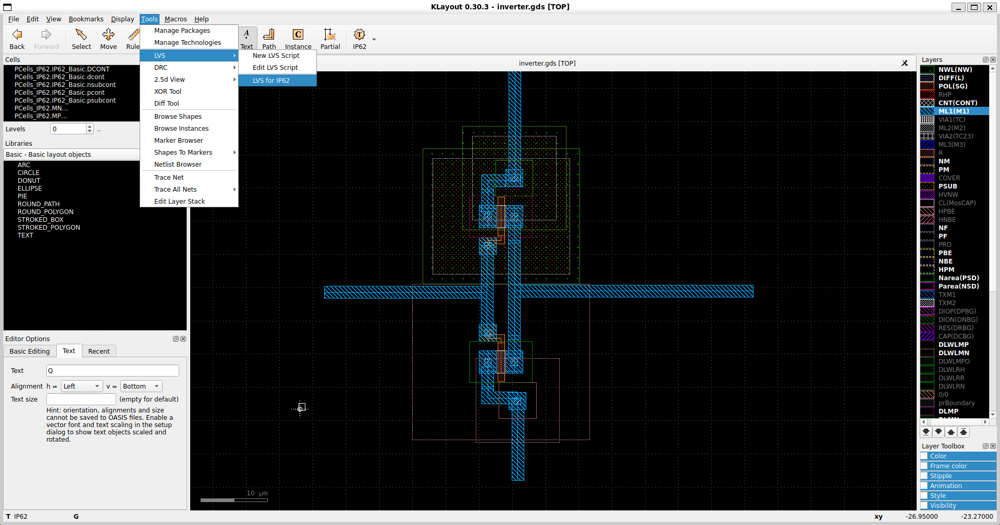 KLayout 0.30.3 - inverter.gds [TOP]
File Edit View Bookmarks Display Tools Macros Help
Back Forward Select Move Rule Text Path Instance Partial IP62
Manage Packages
Manage Technologies
LVS
DRC
2.5d View
XOR Tool
Diff Tool
Browse Shapes
Browse Instances
Marker Browser
Shapes To Markers
Netlist Browser
Trace Net
Trace All Nets
Edit Layer Stack
New LVS Script
Edit LVS Script
LVS for IP62
Cells
PCells_IP62.IP62_Basic.DCONT
PCells_IP62.IP62_Basic.dcont
PCells_IP62.IP62_Basic.nsubcont
PCells_IP62.IP62_Basic.pcont
PCells_IP62.IP62_Basic.psubcont
PCells_IP62.MN...
PCells_IP62.MP...
Levels 0 ..
Libraries
Basic - Basic layout objects
ARC
CIRCLE
DONUT
ELLIPSE
PIE
ROUND_PATH
ROUND_POLYGON
STROKED_BOX
STROKED_POLYGON
TEXT
Editor Options
Basic Editing Text Recent
Text Q
Alignment h = Left v = Bottom
Text size (empty for default)
Hint: orientation, alignments and size
cannot be saved to OASIS files. Enable a
vector font and text scaling in the setup
dialog to show text objects scaled and
rotated.
inverter.gds [TOP]
10 µm
Layers
NWL(NW)
DIFF(L)
POL(SG)
RHP
CNT(CONT)
ML1(M1)
VIA1(TC)
ML2(M2)
VIA2(TC23)
ML3(M3)
R
NM
PM
COVER
PSUB
HVNW
CL(MosCAP)
HPBE
HNBE
NF
PF
PRO
PBE
NBE
HPM
Narea(PSD)
Parea(NSD)
TXM1
TXM2
DIOP(DPBG)
DION(DNBG)
RES(DRBG)
CAP(DCBG)
DLWLMP
DLWLMN
DLWLMPO
DLWLRH
DLWLRR
DLWLRN
0/0
prBoundary
DLMP
Layer Toolbox
Color
Frame color
Stipple
Animation
Style
Visibility
T IP62 G xy -26.95000 -23.27000